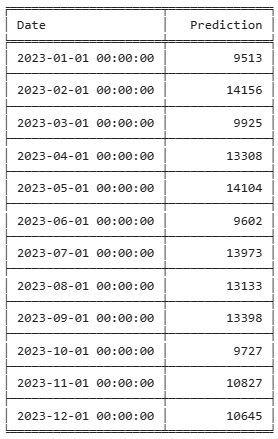 Date Prediction
2023-01-01 00:00:00 9513
2023-02-01 00:00:00 14156
2023-03-01 00:00:00 9925
2023-04-01 00:00:00 13308
2023-05-01 00:00:00 14104
2023-06-01 00:00:00 9602
2023-07-01 00:00:00 13973
2023-08-01 00:00:00 13133
2023-09-01 00:00:00 13398
2023-10-01 00:00:00 9727
2023-11-01 00:00:00 10827
2023-12-01 00:00:00 10645